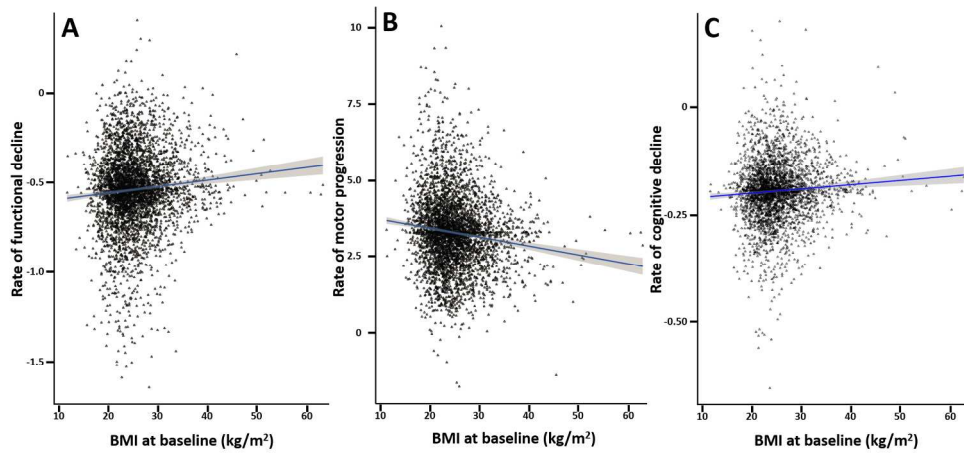 A
Rate of functional decline
0
-0.5
-1.0
-1.5
10 20 30 40 50 60
BMI at baseline (kg/m²)
B
Rate of motor progression
10
7.5
5.0
2.5
0
10 20 30 40 50 60
BMI at baseline (kg/m²)
C
Rate of cognitive decline
0
-0.25
-0.50
10 20 30 40 50 60
BMI at baseline (kg/m²)